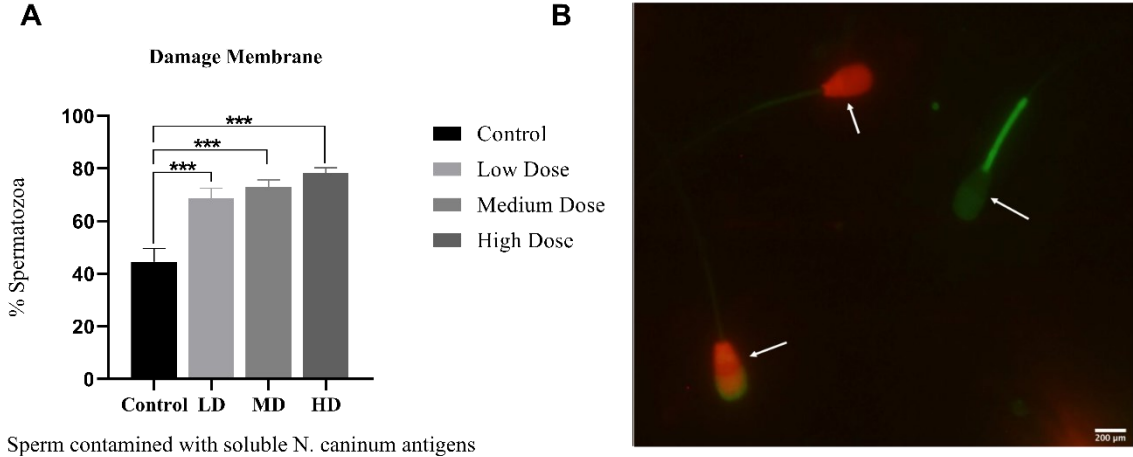 A
Damage Membrane
% Spermatozoa
100
80
60
40
20
0
***
***
***
Control LD MD HD
Control
Low Dose
Medium Dose
High Dose
Sperm contamined with soluble N. caninum antigens
B
200 µm